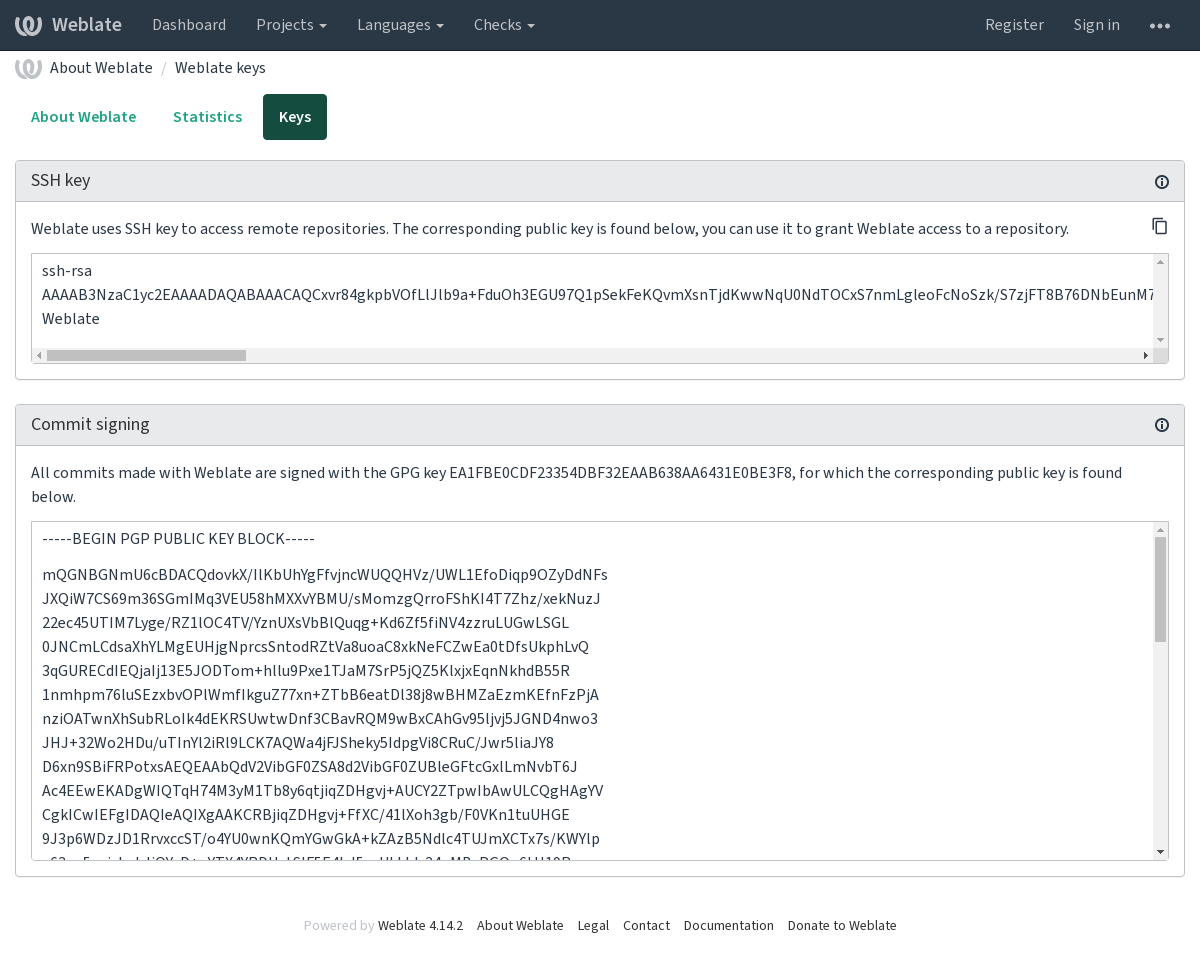 Weblate Dashboard Projects Languages Checks Register Sign in
About Weblate / Weblate keys
About Weblate Statistics Keys
SSH key
Weblate uses SSH key to access remote repositories. The corresponding public key is found below, you can use it to grant Weblate access to a repository.
ssh-rsa
AAAAB3NzaC1yc2EAAAADAQABAAACAQCxvr84gkpbVOfLlJlb9a+FduOh3EGU97Q1pSekFeKQvmXsnTjdKwwNqU0NdTOCxS7nmLgleoFcNoSzk/S7zjFT8B76DNbEunM7
Weblate
Commit signing
All commits made with Weblate are signed with the GPG key EA1FBE0CDF23354DBF32EAAB638AA6431E0BE3F8, for which the corresponding public key is found
below.
-----BEGIN PGP PUBLIC KEY BLOCK-----
mQGNBGNmU6cBDACQdovkX/IlKbUhYgFfvjncWUQQHVz/UWL1EfoDiqp9OZyDdNFs
JXQiW7CS69m36SGmIMq3VEU58hMXXvYBMU/sMomzgQrroFShKI4T7Zhz/xekNuzJ
22ec45UTIM7Lyge/RZ1lOC4TV/YznUXsVbBlQuqg+Kd6Zf5fiNV4zzruLUGwLSGL
0JNCmLCdsaXhYLMgEUHjgNprcsSntodRZtVa8uoaC8xkNeFCZwEa0tDfsUkphLvQ
3qGURECdIEQjaIj13E5JODTom+hllu9Pxe1TJaM7SrP5jQZ5KlxjxEqnNkhdB55R
1nmhpm76luSEzxbvOPlWmfIkguZ77xn+ZTbB6eatDl38j8wBHMZaEzmKEfnFzPjA
nziOATwnXhSubRLoIk4dEKRSUwtwDnf3CBavRQM9wBxCAhGv95ljvj5JGND4nwo3
JHJ+32Wo2HDu/uTInYl2iRl9LCK7AQWa4jFJSheky5IdpgVi8CRuC/Jwr5liaJY8
D6xn9SBiFRPotxsAEQEAAbQdV2VibGF0ZSA8d2VibGF0ZUBleGFtcGxlLmNvbT6J
Ac4EEwEKADgWIQTqH74M3yM1Tb8y6qtjiqZDHgvj+AUCY2ZTpwIbAwULCQgHAgYV
CgkICwIEFgIDAQIeAQIXgAAKCRBjiqZDHgvj+FfXC/41lXoh3gb/F0VKn1tuUHGE
9J3p6WDzJD1RrvxccST/o4YU0wnKQmYGwGkA+kZAzB5Ndlc4TUJmXCTx7s/KWYlp
Powered by Weblate 4.14.2 About Weblate Legal Contact Documentation Donate to Weblate